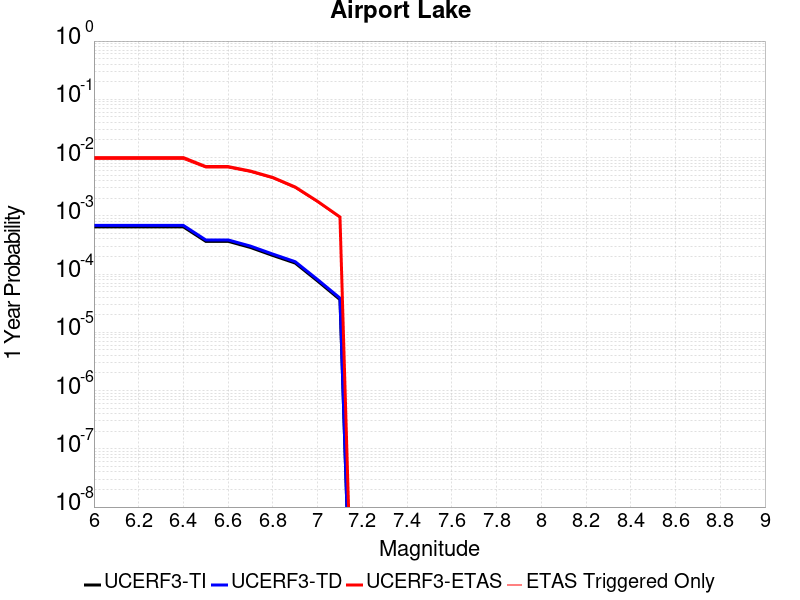 Airport Lake
10^0
10^-1
10^-2
10^-3
10^-4
10^-5
10^-6
10^-7
10^-8
1 Year Probability
6 6.2 6.4 6.6 6.8 7 7.2 7.4 7.6 7.8 8 8.2 8.4 8.6 8.8 9
Magnitude
UCERF3-TI UCERF3-TD UCERF3-ETAS ETAS Triggered Only